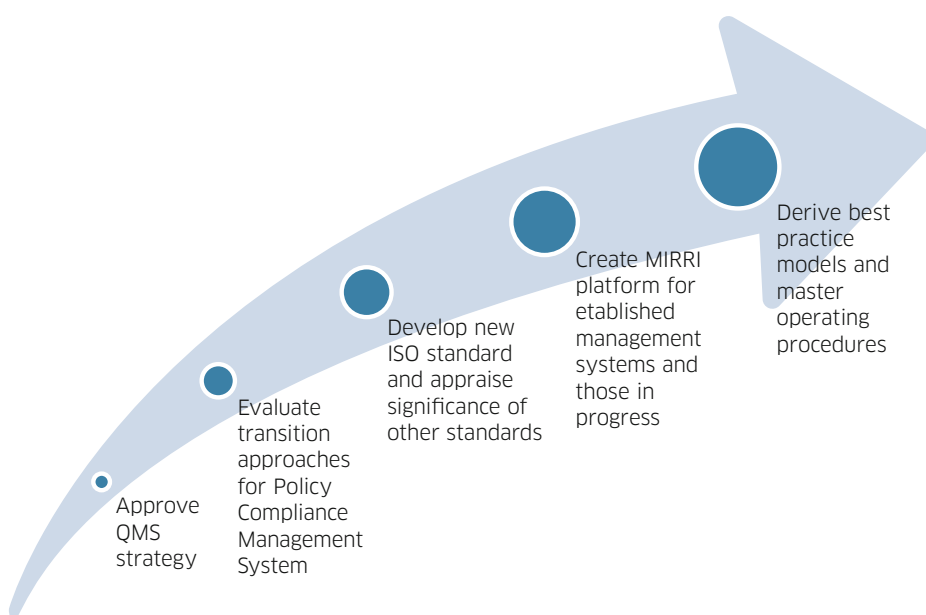 Approve
QMS
strategy
Evaluate
transition
approaches
for Policy
Compliance
Management
System
Develop new
ISO standard
and appraise
significance of
other standards
Create MIRRI
platform for
etablished
management
systems and
those in
progress
Derive best
practice
models and
master
operating
procedures